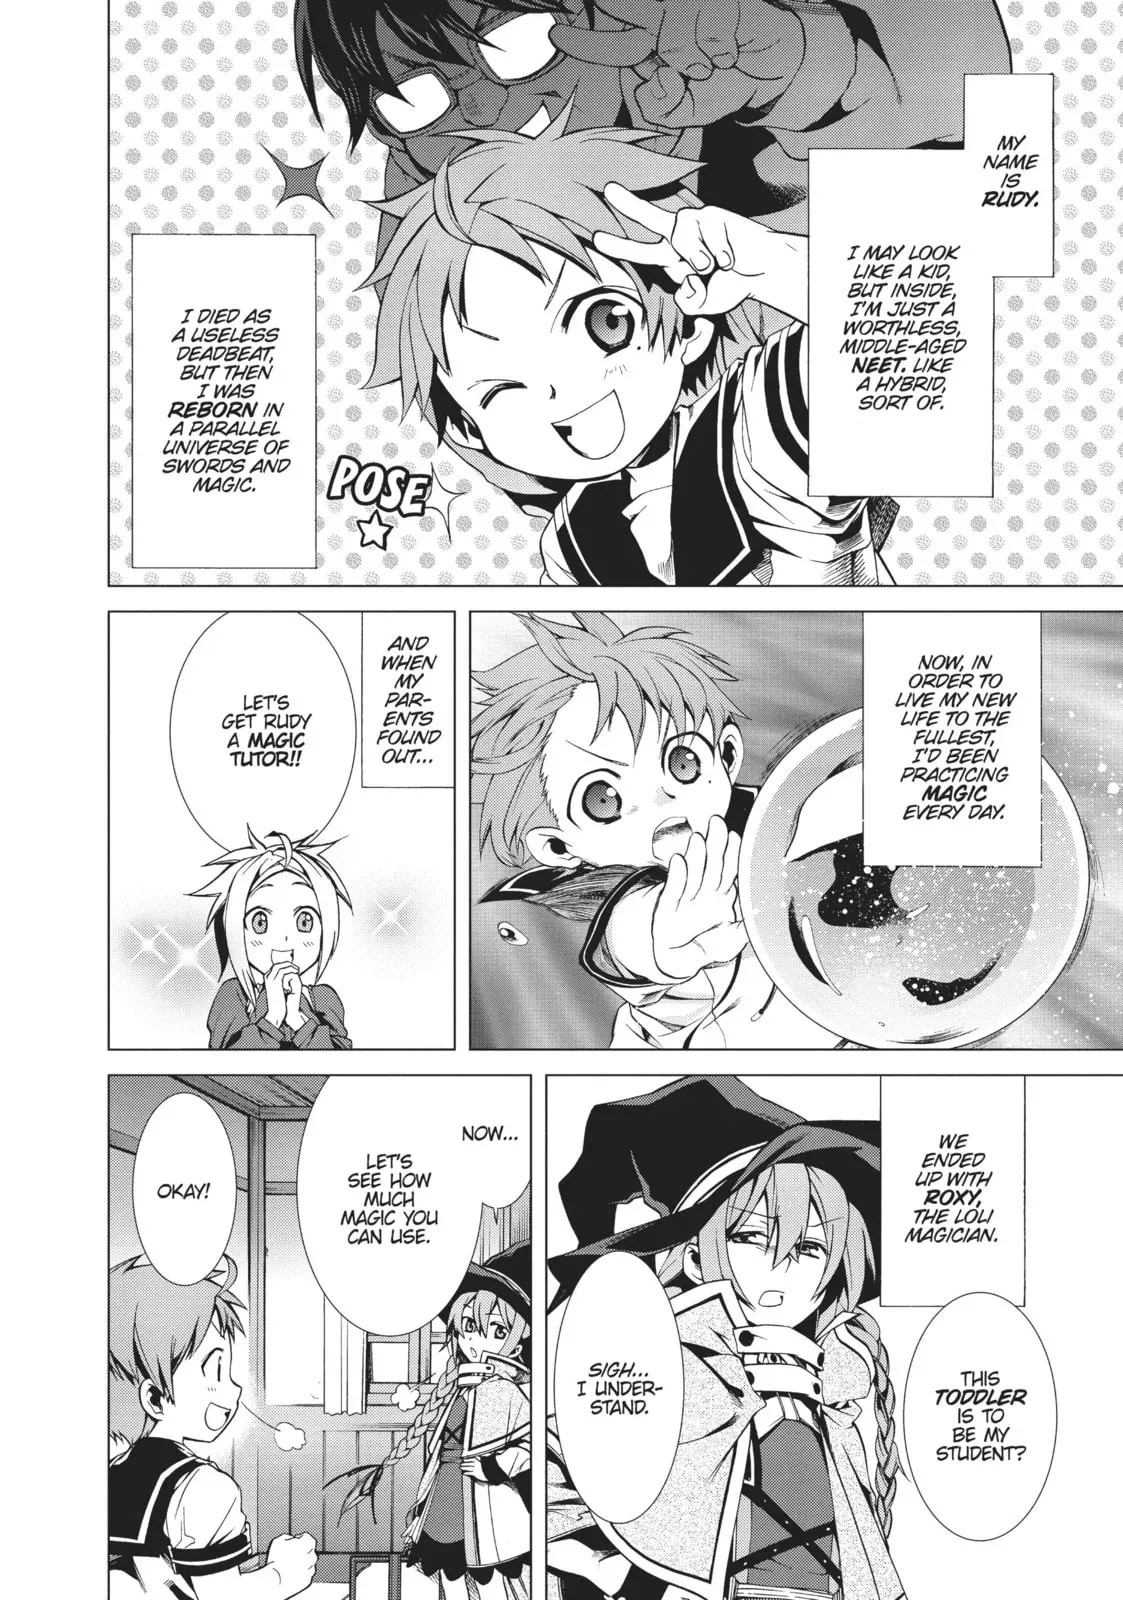 MY
NAME
IS
RUDY.
I MAY LOOK
LIKE A KID,
BUT INSIDE,
I'M JUST A
WORTHLESS,
MIDDLE-AGED
NEET. LIKE
A HYBRID,
SORT OF.
I DIED AS
A USELESS
DEADBEAT,
BUT THEN
I WAS
REBORN IN
A PARALLEL
UNIVERSE OF
SWORDS AND
MAGIC.
POSE
NOW, IN
ORDER TO
LIVE MY NEW
LIFE TO THE
FULLEST,
I'D BEEN
PRACTICING
MAGIC
EVERY DAY.
AND
WHEN
MY
PAR-
ENTS
FOUND
OUT...
LET'S
GET RUDY
A MAGIC
TUTOR!!
WE
ENDED
UP WITH
ROXY,
THE LOLI
MAGICIAN.
THIS
TODDLER
IS TO
BE MY
STUDENT?
SIGH...
I UNDER-
STAND.
NOW...
LET'S
SEE HOW
MUCH
MAGIC YOU
CAN USE.
OKAY!